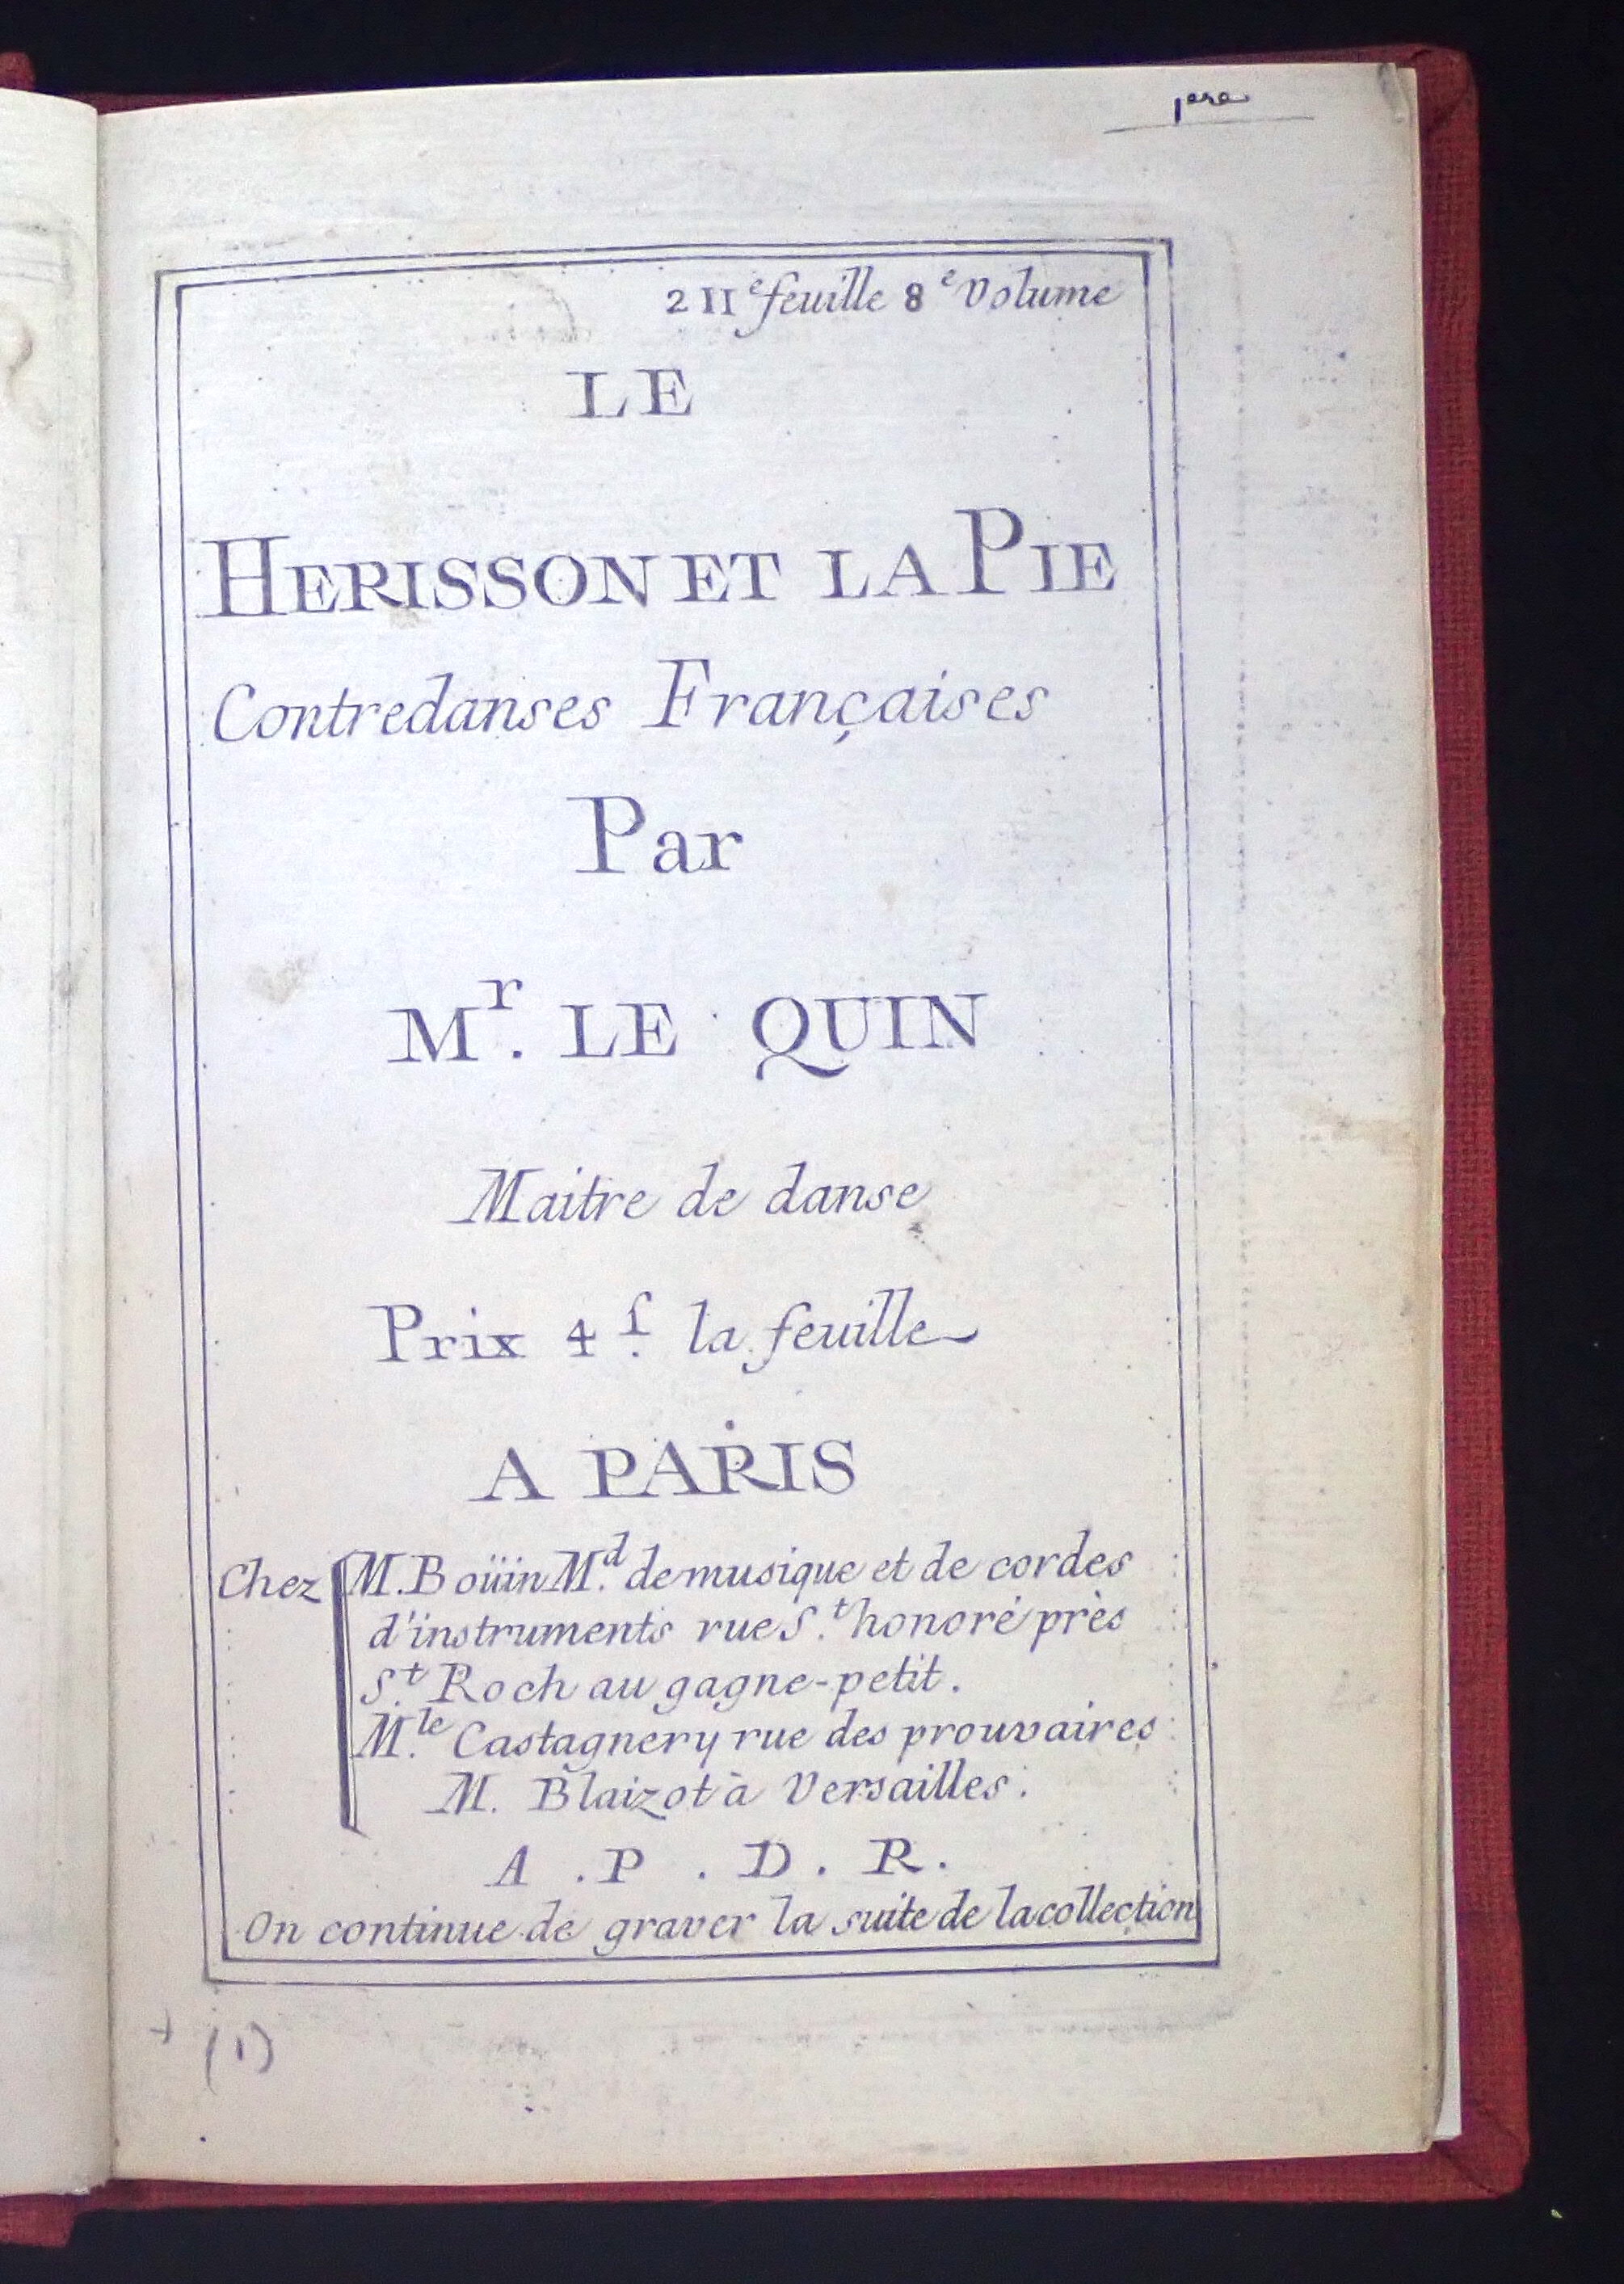 1ere
211e feuille 8e Volume
LE
HERISSON ET LA PIE
Contredanses Françaises
Par
Mr. LE QUIN
Maitre de danse
Prix 4 ſ. la feuille
A PARIS
Chez M. Boüin Md. de musique et de cordes
d'instruments rue St. honoré près
St. Roch au gagne-petit.
Mle. Castagnery rue des prouvaires
M. Blaizot à Versailles.
A . P . D . R .
On continue de graver la suite de la collection
+ (1)